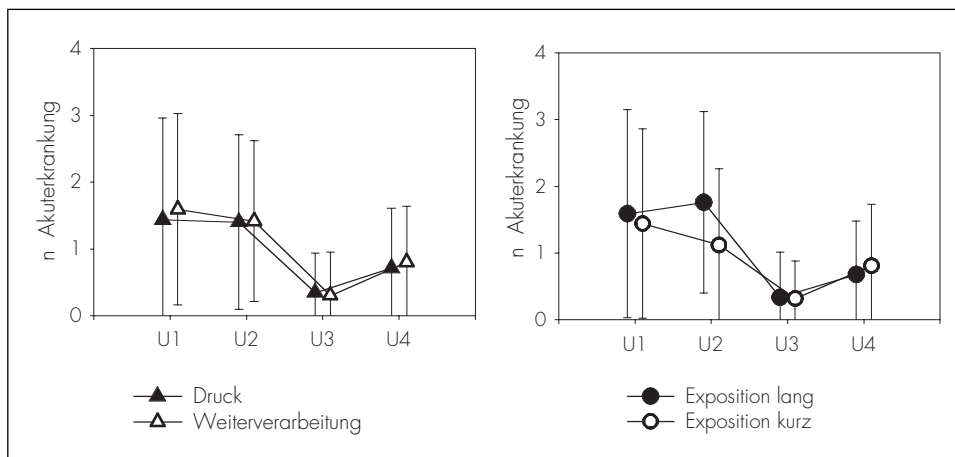 4
3
2
1
0
n Akuterkrankung
U1 U2 U3 U4
Druck
Weiterverarbeitung
4
3
2
1
0
n Akuterkrankung
U1 U2 U3 U4
Exposition lang
Exposition kurz